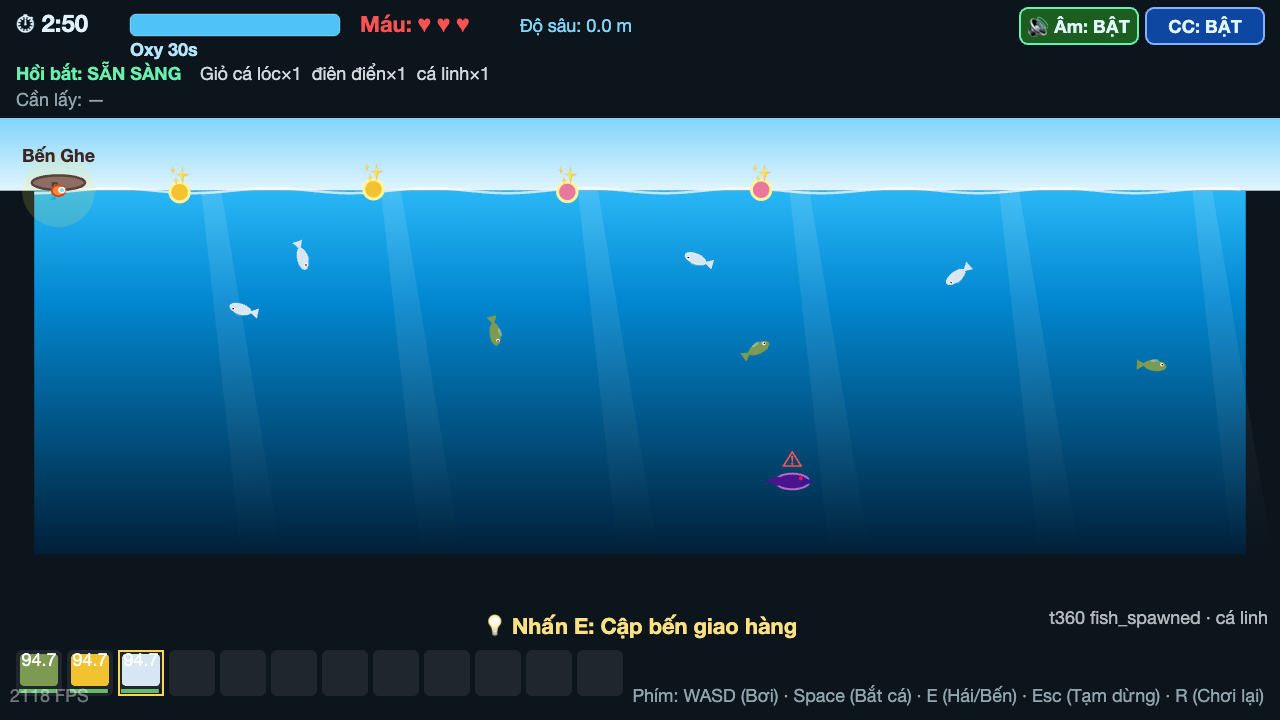 ⏱ 2:50
Oxy 30s
Máu: ♥ ♥ ♥
Độ sâu: 0.0 m
🔊 Âm: BẬT
CC: BẬT
Hồi bắt: SẴN SÀNG
Giỏ cá lóc×1 điên điển×1 cá linh×1
Cần lấy: —
Bến Ghe
💡 Nhấn E: Cập bến giao hàng
t360 fish_spawned · cá linh
94.7
94.7
94.7
2118 FPS
Phím: WASD (Bơi) · Space (Bắt cá) · E (Hái/Bến) · Esc (Tạm dừng) · R (Chơi lại)